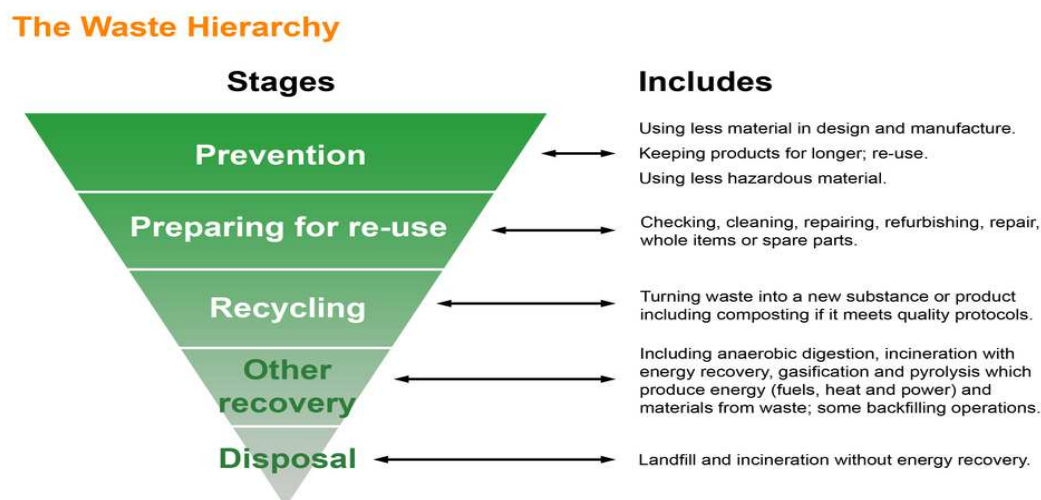 The Waste Hierarchy
Stages
Includes
Prevention
Using less material in design and manufacture.
Keeping products for longer; re-use.
Using less hazardous material.
Preparing for re-use
Checking, cleaning, repairing, refurbishing, repair,
whole items or spare parts.
Recycling
Turning waste into a new substance or product
including composting if it meets quality protocols.
Other
recovery
Including anaerobic digestion, incineration with
energy recovery, gasification and pyrolysis which
produce energy (fuels, heat and power) and
materials from waste; some backfilling operations.
Disposal
Landfill and incineration without energy recovery.